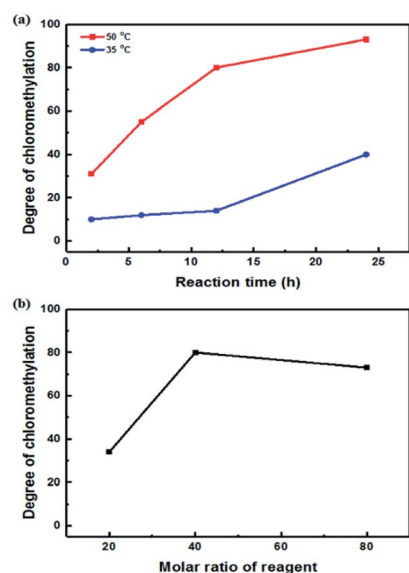 (a)
50 °C
35 °C
100
80
60
40
20
0
Degree of chloromethylation
0 5 10 15 20 25
Reaction time (h)
(b)
100
80
60
40
20
0
Degree of chloromethylation
20 40 60 80
Molar ratio of reagent